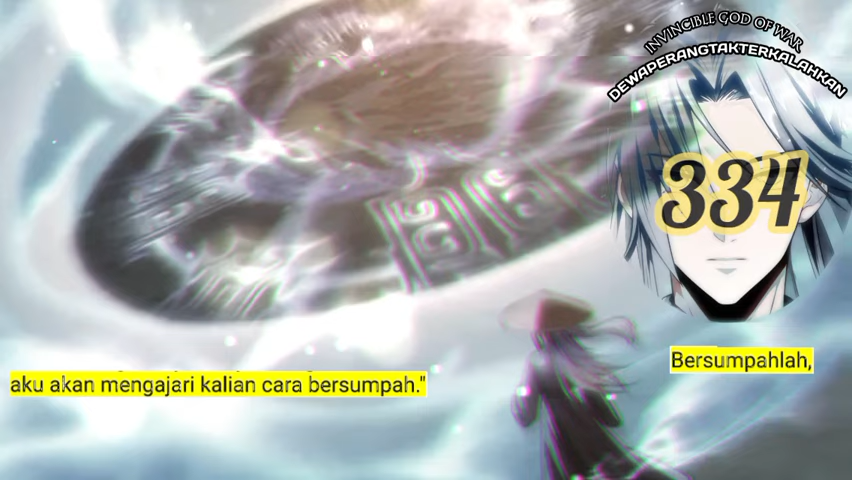 INVINCIBLE GOD OF WAR
DEWAPERANGTAKTERKALAHKAN
334
Bersumpahlah,
aku akan mengajari kalian cara bersumpah."